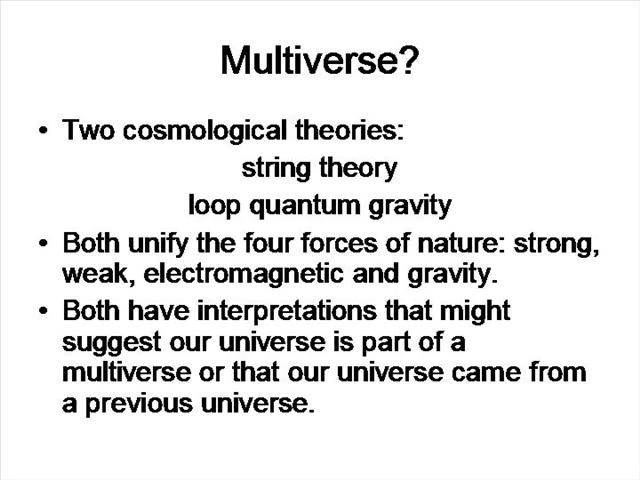 Multiverse?
• Two cosmological theories:
string theory
loop quantum gravity
• Both unify the four forces of nature: strong,
weak, electromagnetic and gravity.
• Both have interpretations that might
suggest our universe is part of a
multiverse or that our universe came from
a previous universe.